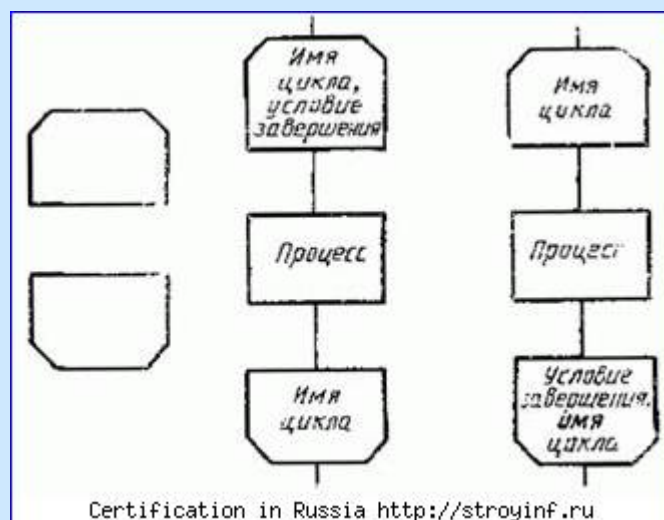 Имя
цикла,
условие
завершения
Процесс
Имя
цикла
Имя
цикла
Процесс
Условие
завершения,
имя
цикла
Certification in Russia http://stroyinf.ru